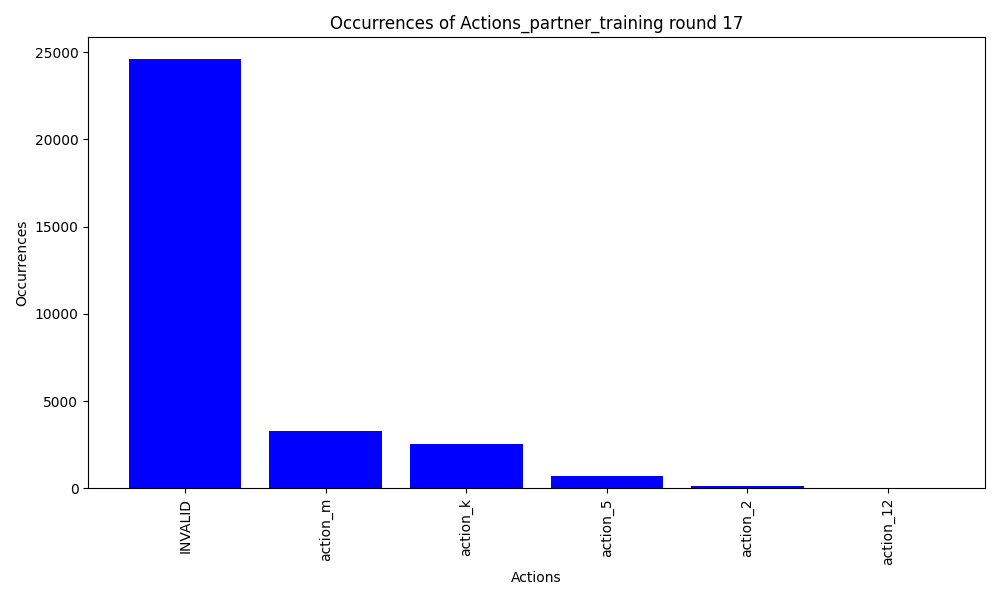 Occurrences of Actions_partner_training round 17
Occurrences
25000
20000
15000
10000
5000
0
INVALID
action_m
action_k
action_5
action_2
action_12
Actions